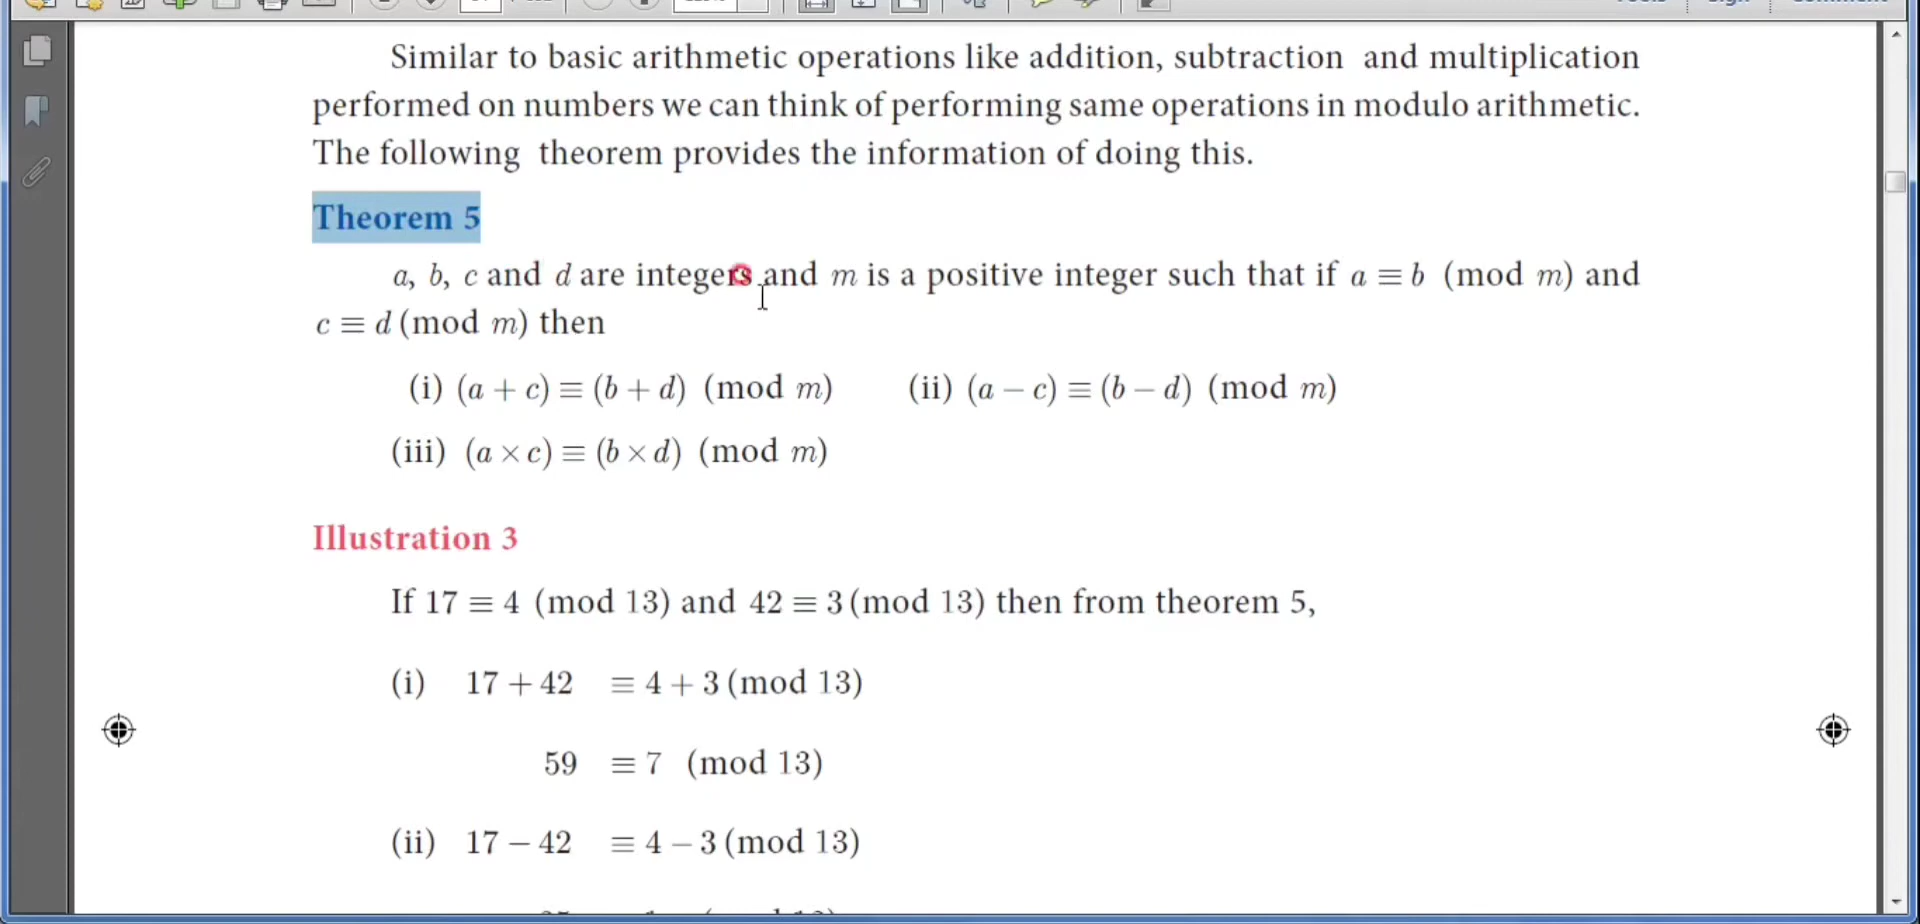 Similar to basic arithmetic operations like addition, subtraction and multiplication
performed on numbers we can think of performing same operations in modulo arithmetic.
The following theorem provides the information of doing this.
Theorem 5
a, b, c and d are integers and m is a positive integer such that if a ≡ b (mod m) and
c ≡ d (mod m) then
(i) (a + c) ≡ (b + d) (mod m) (ii) (a − c) ≡ (b − d) (mod m)
(iii) (a × c) ≡ (b × d) (mod m)
Illustration 3
If 17 ≡ 4 (mod 13) and 42 ≡ 3 (mod 13) then from theorem 5,
(i) 17 + 42 ≡ 4 + 3 (mod 13)
59 ≡ 7 (mod 13)
(ii) 17 − 42 ≡ 4 − 3 (mod 13)